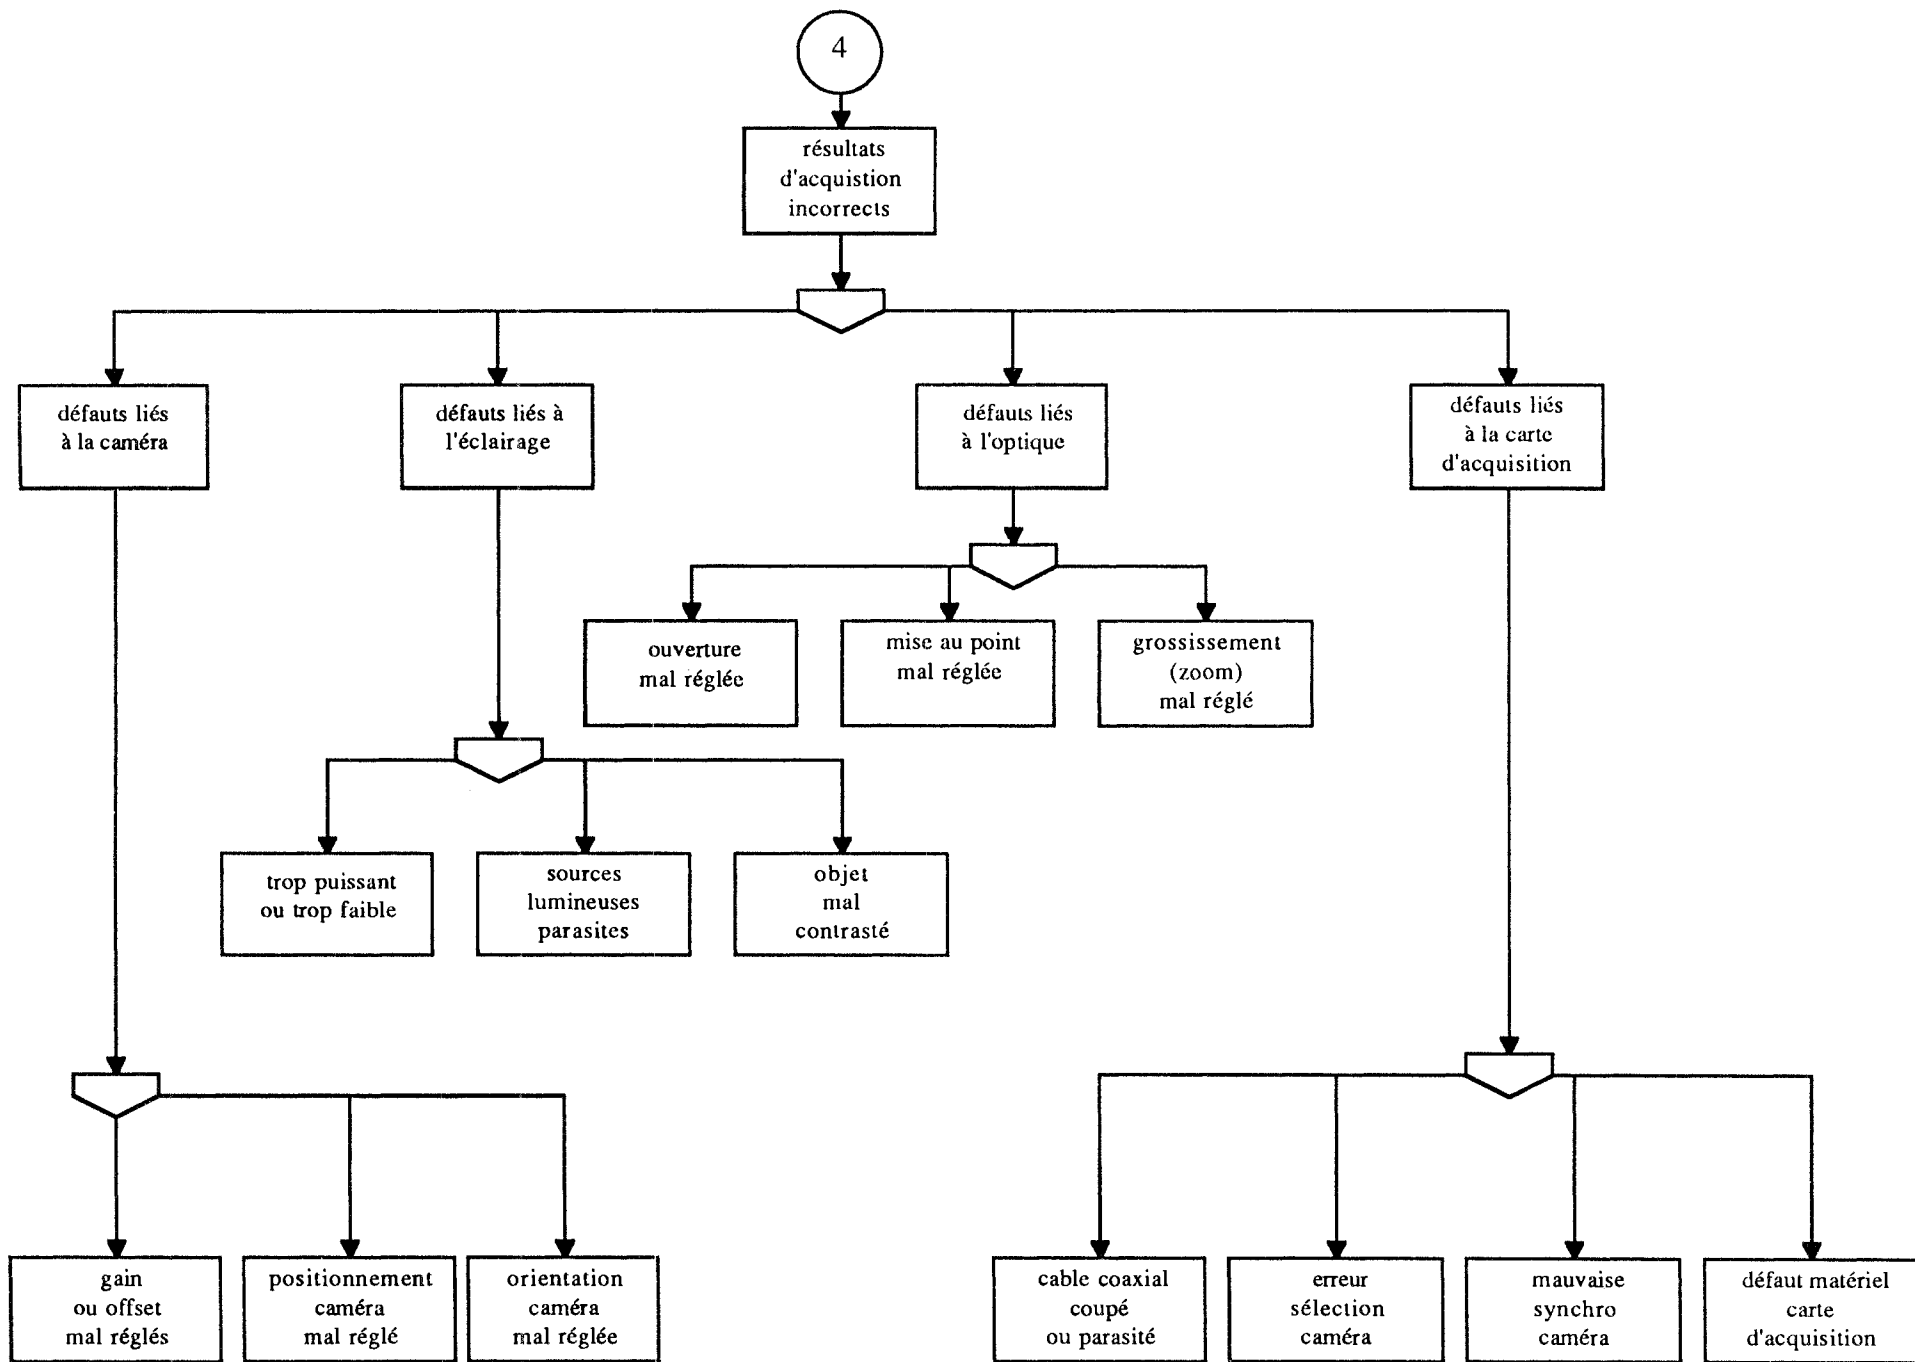 4
résultats
d'acquistion
incorrects
défauts liés
à la caméra
défauts liés à
l'éclairage
défauts liés
à l'optique
défauts liés
à la carte
d'acquisition
ouverture
mal réglée
mise au point
mal réglée
grossissement
(zoom)
mal réglé
trop puissant
ou trop faible
sources
lumineuses
parasites
objet
mal
contrasté
gain
ou offset
mal réglés
positionnement
caméra
mal réglé
orientation
caméra
mal réglée
cable coaxial
coupé
ou parasité
erreur
sélection
caméra
mauvaise
synchro
caméra
défaut matériel
carte
d'acquisition